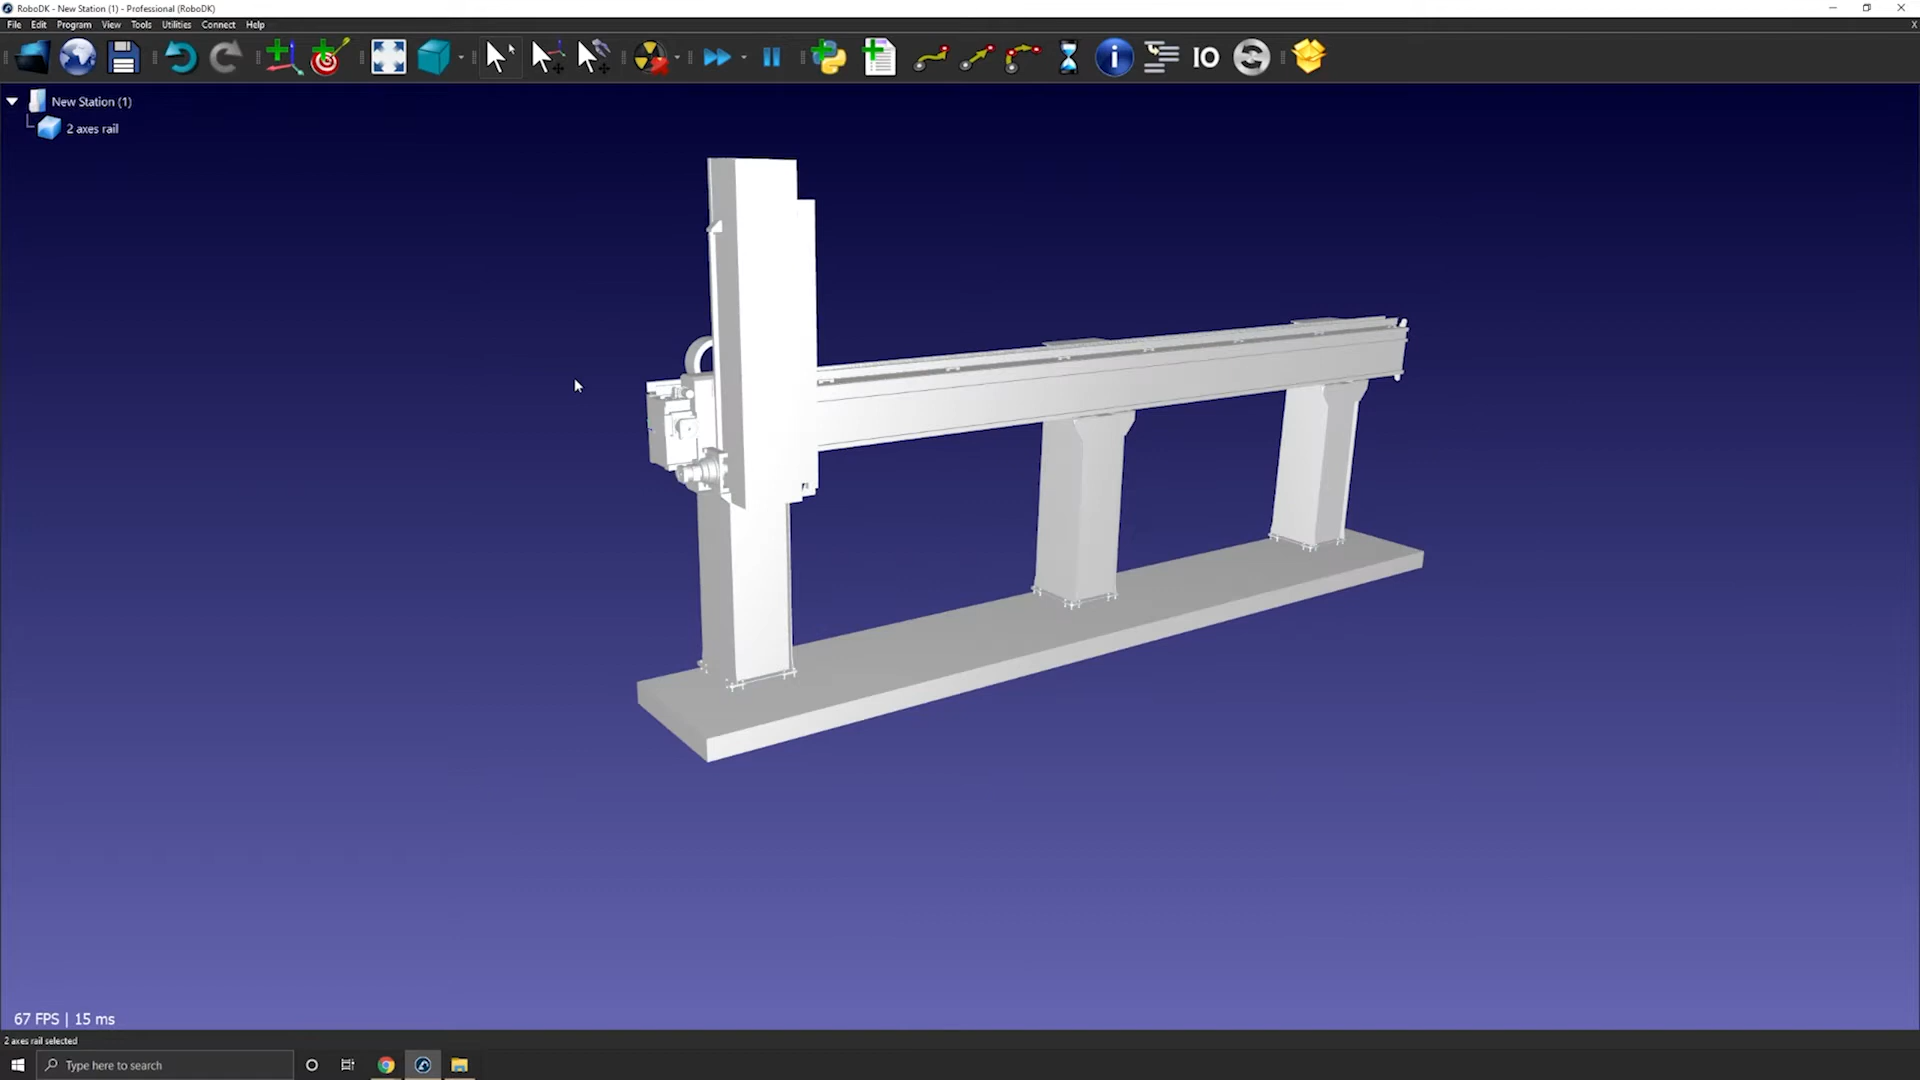 RoboDK - New Station (1) - Professional (RoboDK)
File Edit Program View Tools Utilities Connect Help
IO
New Station (1)
2 axes rail
67 FPS | 15 ms
2 axes rail selected
Type here to search